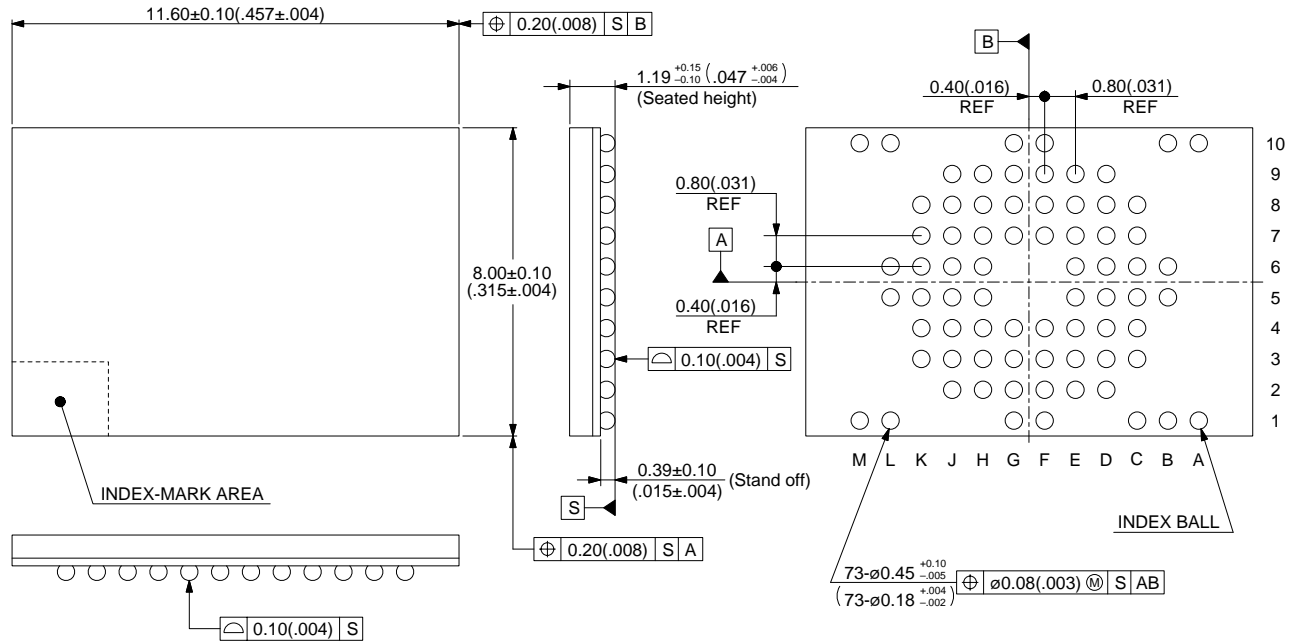 11.60±0.10(.457±.004)
⌖ 0.20(.008) S B
1.19 +0.15 −0.10 (.047 +.006 −.004)
(Seated height)
B
0.40(.016)
REF
0.80(.031)
REF
10
9
0.80(.031)
REF
8
7
A
6
8.00±0.10
(.315±.004)
5
0.40(.016)
REF
4
⌓ 0.10(.004) S
3
2
1
M L K J H G F E D C B A
0.39±0.10
(.015±.004)
(Stand off)
INDEX-MARK AREA
S
INDEX BALL
⌖ 0.20(.008) S A
73-ø0.45 +0.10 −.005
(73-ø0.18 +.004 −.002)
⌖ ø0.08(.003) Ⓜ S AB
⌓ 0.10(.004) S